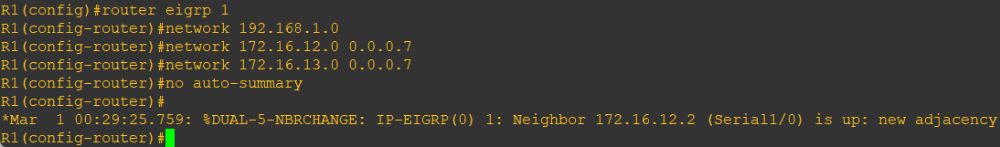 R1(config)#router eigrp 1
R1(config-router)#network 192.168.1.0
R1(config-router)#network 172.16.12.0 0.0.0.7
R1(config-router)#network 172.16.13.0 0.0.0.7
R1(config-router)#no auto-summary
R1(config-router)#
*Mar  1 00:29:25.759: %DUAL-5-NBRCHANGE: IP-EIGRP(0) 1: Neighbor 172.16.12.2 (Serial1/0) is up: new adjacency
R1(config-router)#